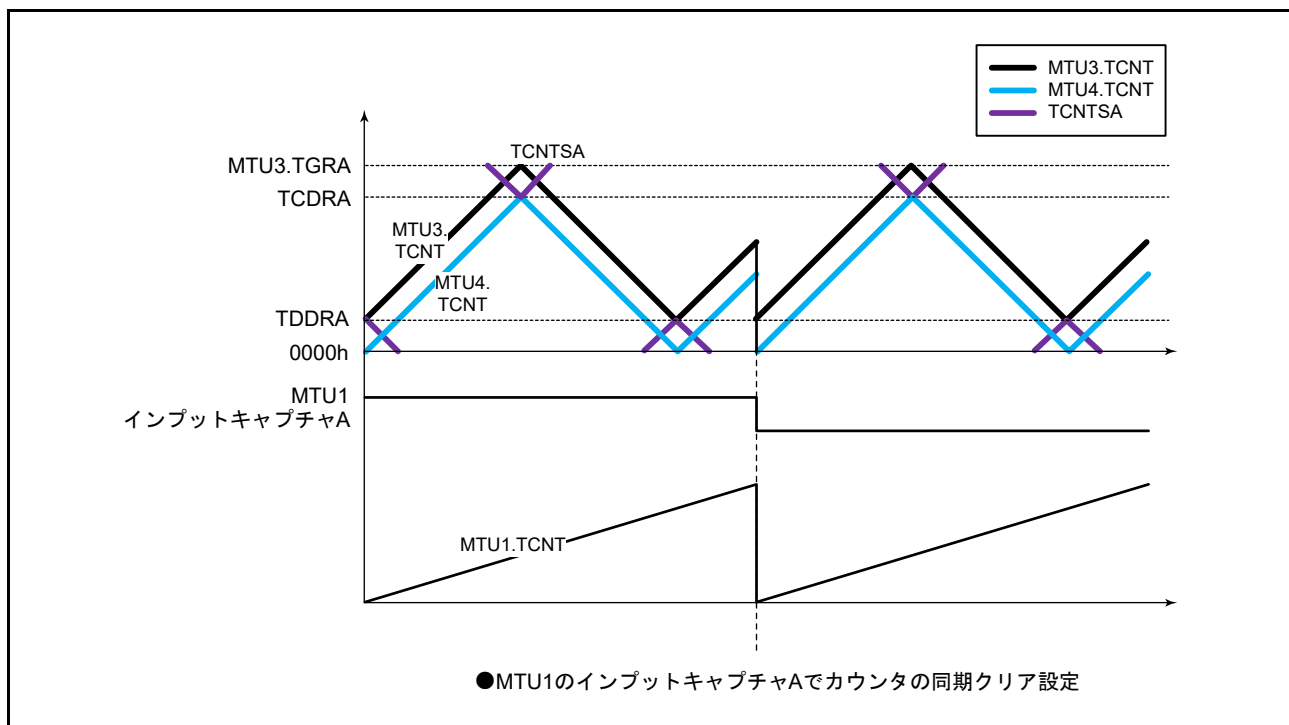 MTU3.TCNT
MTU4.TCNT
TCNTSA
MTU3.TGRA
TCNTSA
TCDRA
MTU3.
TCNT
MTU4.
TCNT
TDDRA
0000h
MTU1
インプットキャプチャA
MTU1.TCNT
●MTU1のインプットキャプチャAでカウンタの同期クリア設定